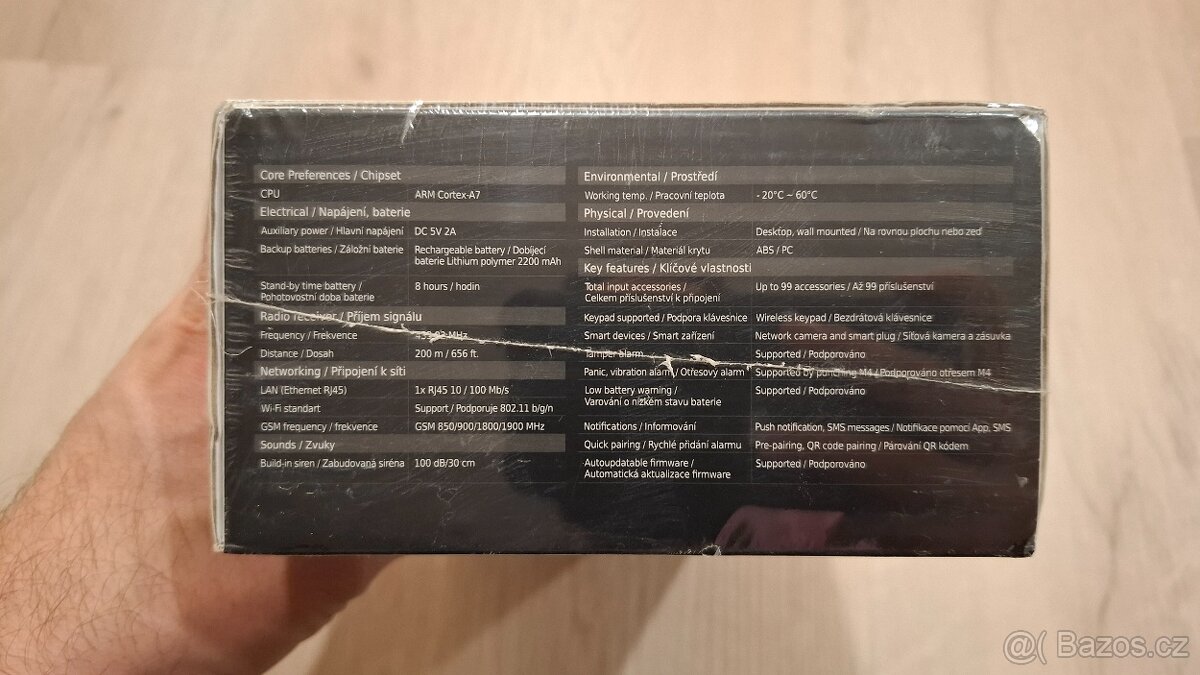 Core Preferences / Chipset
CPU ARM Cortex-A7
Electrical / Napájení, baterie
Auxiliary power / Hlavní napájení DC 5V 2A
Backup batteries / Záložní baterie Rechargeable battery / Dobíjecí
baterie Lithium polymer 2200 mAh
Stand-by time battery / 8 hours / hodin
Pohotovostní doba baterie
Radio receiver / Příjem signálu
Frequency / Frekvence MHz
Distance / Dosah 200 m / 656 ft.
Networking / Připojení k síti
LAN (Ethernet RJ45) 1x RJ45 10 / 100 Mb/s
Wi-Fi standart Support / Podporuje 802.11 b/g/n
GSM frequency / frekvence GSM 850/900/1800/1900 MHz
Sounds / Zvuky
Build-in siren / Zabudovaná siréna 100 dB/30 cm
Environmental / Prostředí
Working temp. / Pracovní teplota - 20°C ~ 60°C
Physical / Provedení
Installation / Instalace Desktop, wall mounted / Na rovnou plochu nebo zeď
Shell material / Materiál krytu ABS / PC
Key features / Klíčové vlastnosti
Total input accessories / Up to 99 accessories / Až 99 příslušenství
Celkem příslušenství k připojení
Keypad supported / Podpora klávesnice Wireless keypad / Bezdrátová klávesnice
Smart devices / Smart zařízení Network camera and smart plug / Síťová kamera a zásuvka
Tamper alarm Supported / Podporováno
Panic, vibration alarm / Otřesový alarm Supported by punching M4 / Podporováno otřesem M4
Low battery warning / Supported / Podporováno
Varování o nízkém stavu baterie
Notifications / Informování Push notification, SMS messages / Notifikace pomocí App, SMS
Quick pairing / Rychlé přidání alarmu Pre-pairing, QR code pairing / Párování QR kódem
Autoupdatable firmware / Supported / Podporováno
Automatická aktualizace firmware
@( Bazos.cz